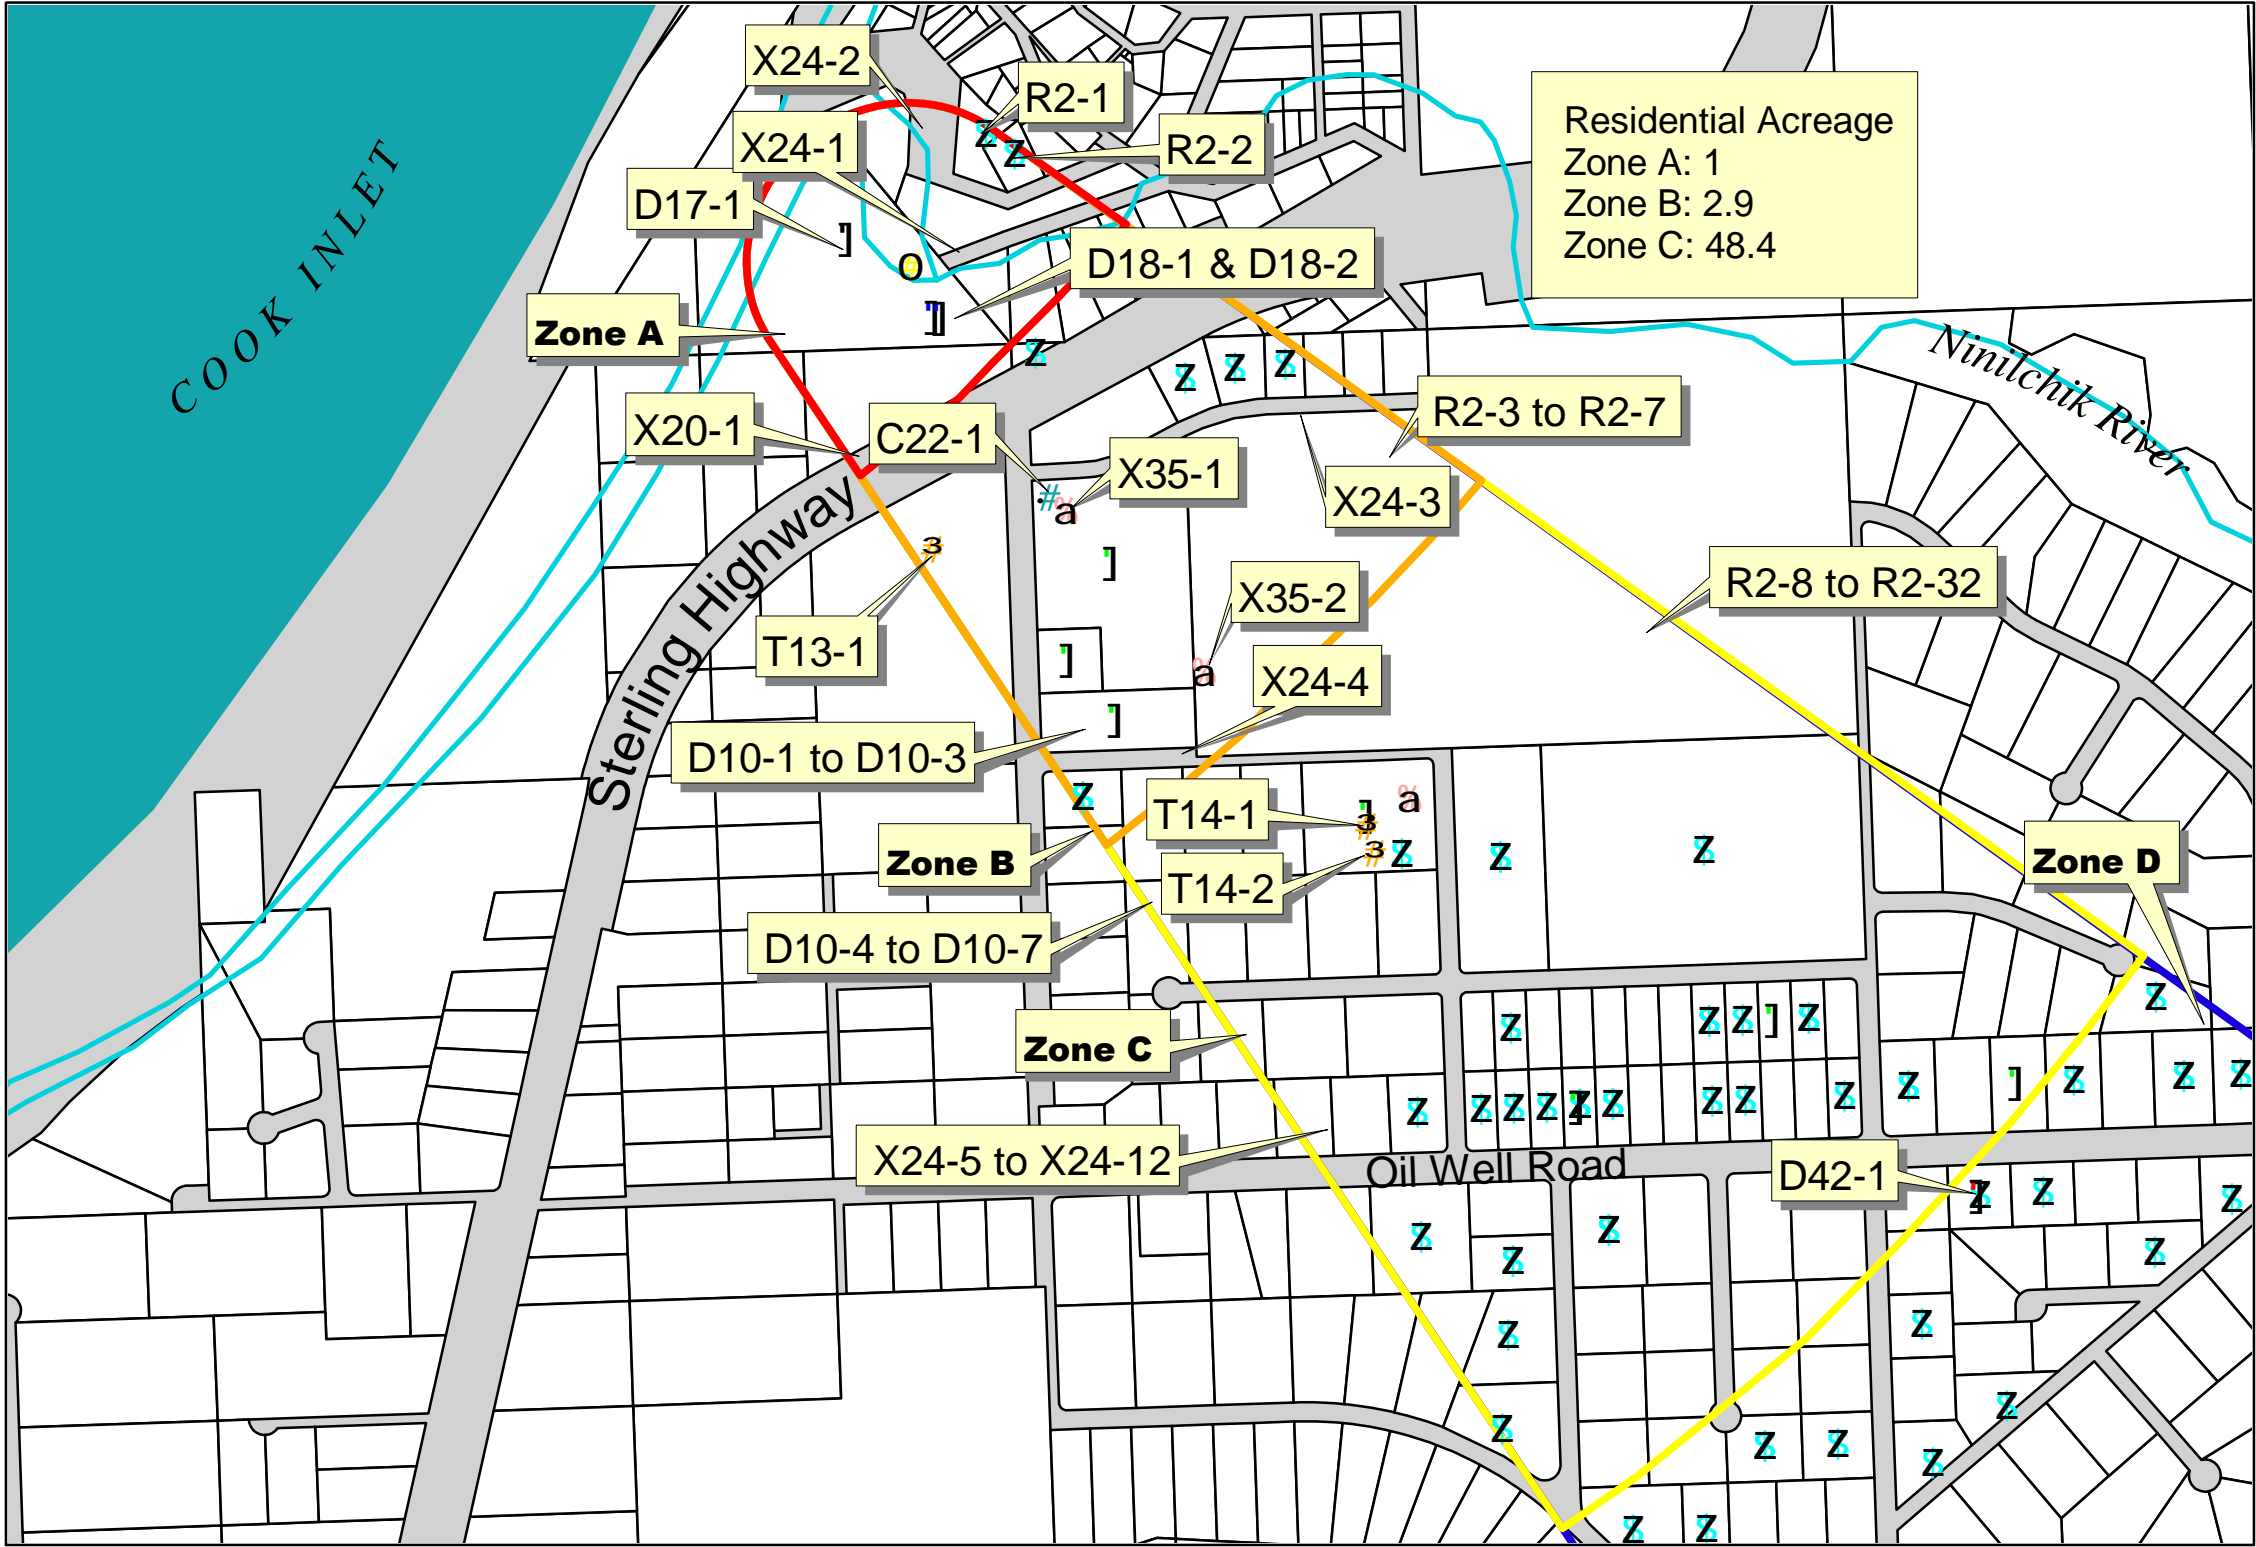 X24-2
R2-1
Residential Acreage
Zone A: 1
Zone B: 2.9
Zone C: 48.4
X24-1
R2-2
D17-1
COOK INLET
D18-1 & D18-2
Zone A
Ninilchik River
X20-1
C22-1
R2-3 to R2-7
X35-1
X24-3
Sterling Highway
R2-8 to R2-32
X35-2
T13-1
X24-4
D10-1 to D10-3
T14-1
Zone B
Zone D
T14-2
D10-4 to D10-7
Zone C
X24-5 to X24-12
Oil Well Road
D42-1